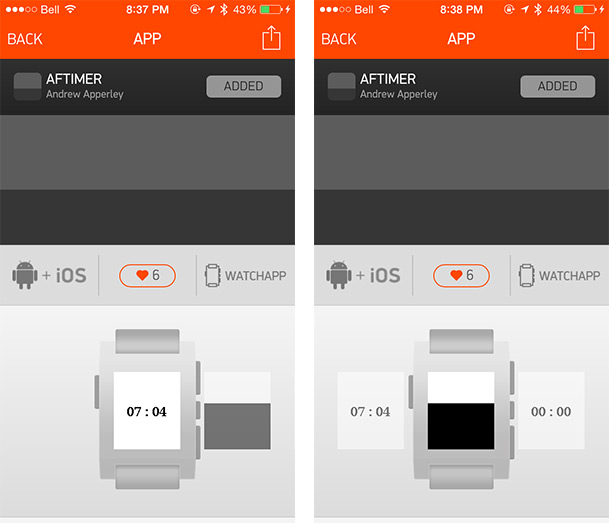 Bell 8:37 PM 43%
BACK APP
AFTIMER
Andrew Apperley
ADDED
+ iOS 6 WATCHAPP
07 : 04
Bell 8:38 PM 44%
BACK APP
AFTIMER
Andrew Apperley
ADDED
+ iOS 6 WATCHAPP
07 : 04 00 : 00